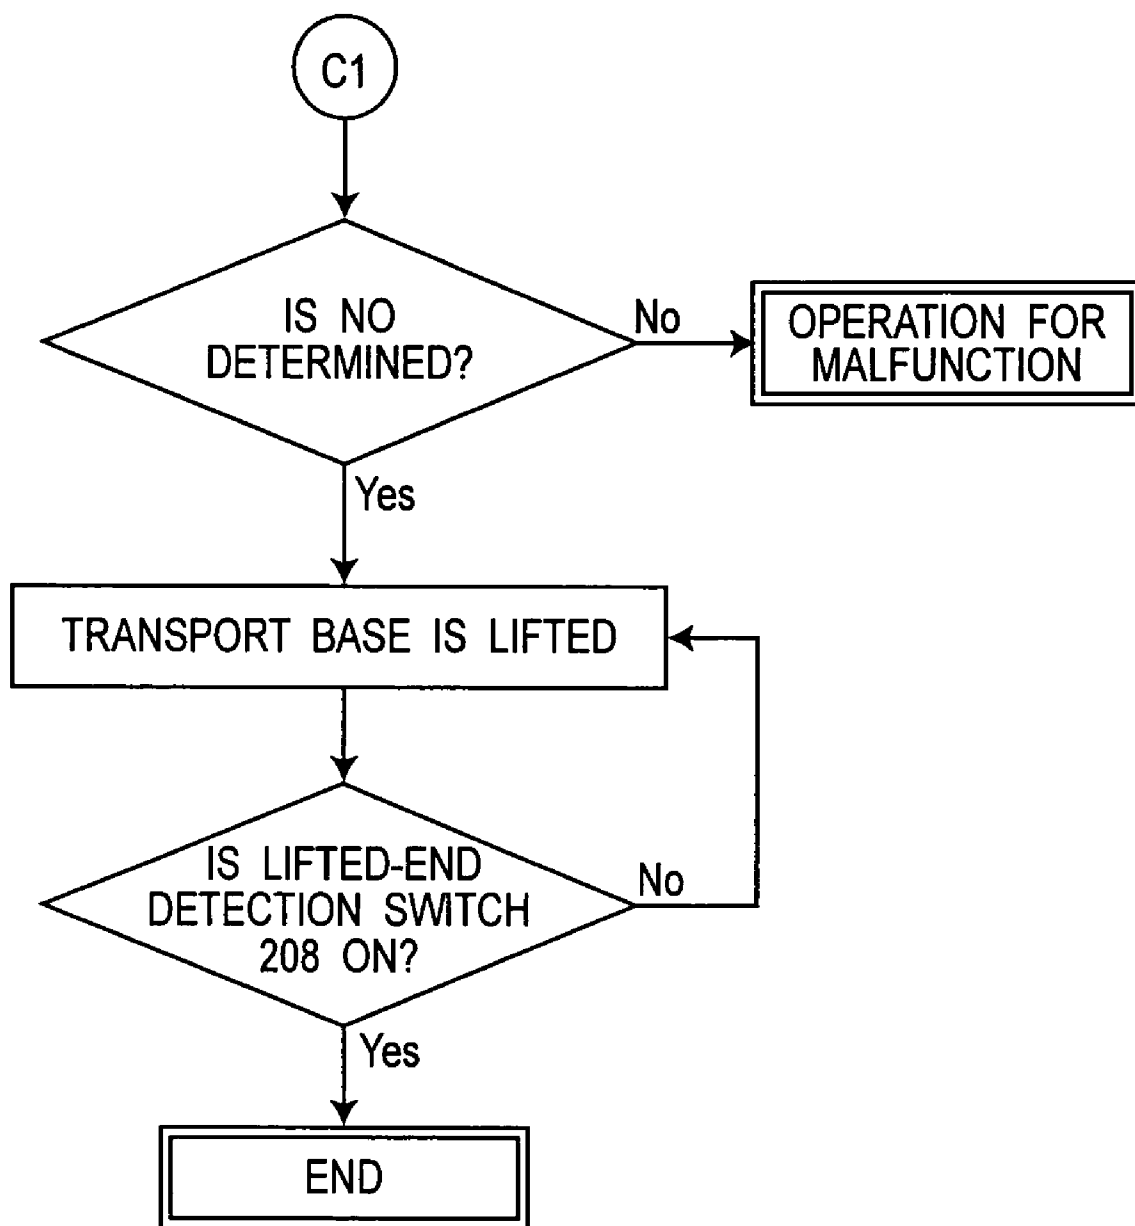 C1
IS NO
DETERMINED?
No
OPERATION FOR
MALFUNCTION
Yes
TRANSPORT BASE IS LIFTED
IS LIFTED-END
DETECTION SWITCH
208 ON?
No
Yes
END